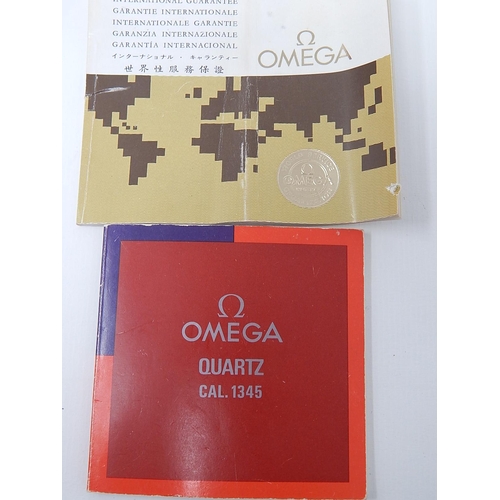 INTERNATIONAL GUARANTEE
GARANTIE INTERNATIONALE
INTERNATIONALE GARANTIE
GARANZIA INTERNAZIONALE
GARANTÍA INTERNACIONAL
インターナショナル・キャランティー
世界性服務保證
Ω
OMEGA
Ω
OMEGA
QUARTZ
CAL.1345